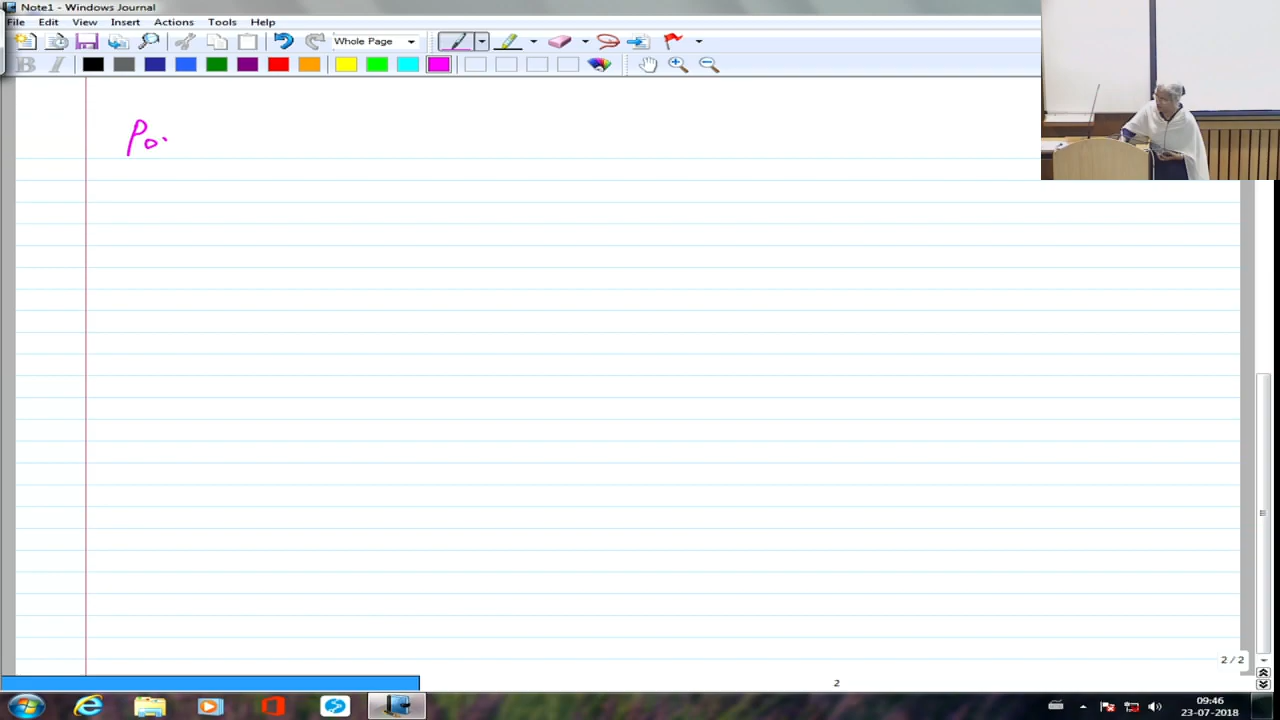 Note1 - Windows Journal
File Edit View Insert Actions Tools Help
Whole Page
B I
Po.
2 / 2
2
09:46
23-07-2018